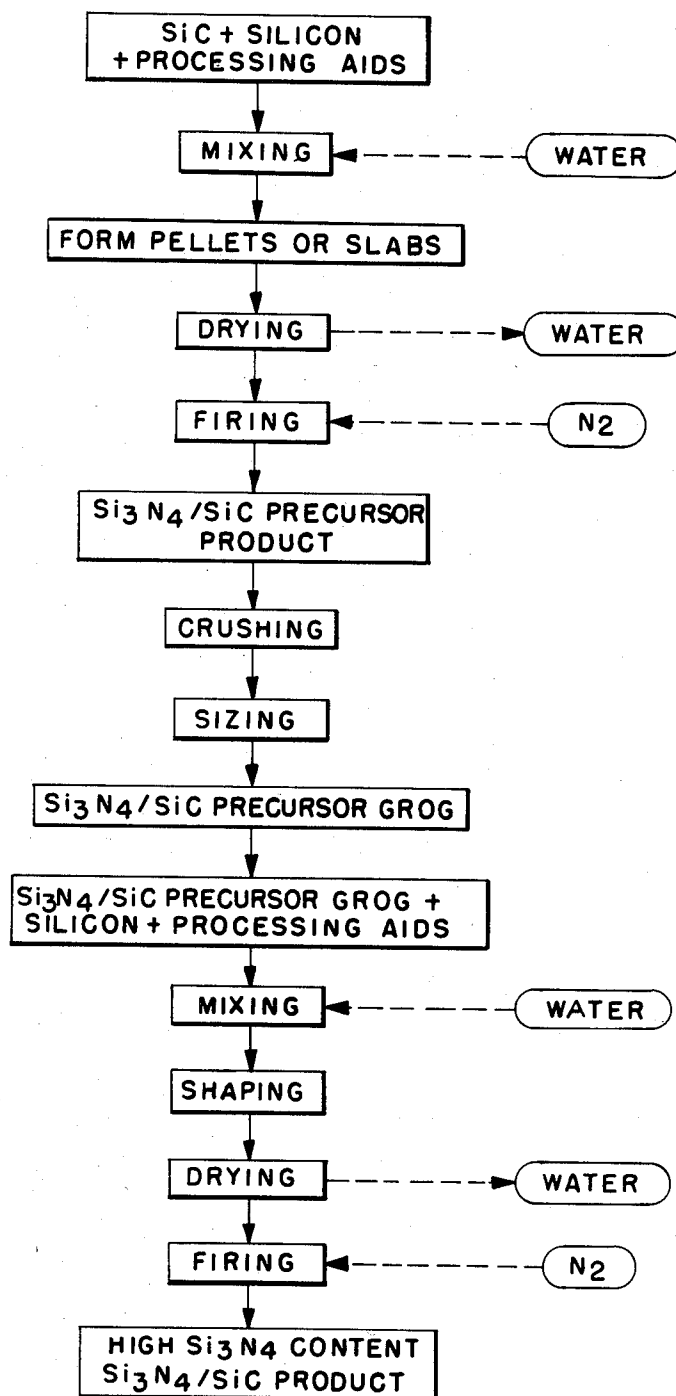 SiC + SILICON
+ PROCESSING AIDS
MIXING
WATER
FORM PELLETS OR SLABS
DRYING
WATER
FIRING
N2
Si3N4/SiC PRECURSOR
PRODUCT
CRUSHING
SIZING
Si3N4/SiC PRECURSOR GROG
Si3N4/SiC PRECURSOR GROG +
SILICON + PROCESSING AIDS
MIXING
WATER
SHAPING
DRYING
WATER
FIRING
N2
HIGH Si3N4 CONTENT
Si3N4/SiC PRODUCT